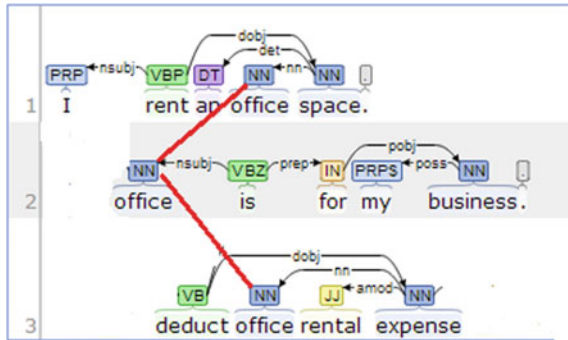 dobj
det
PRP nsubj VBP DT NN nn NN .
1 I rent an office space.
pobj
NN nsubj VBZ prep IN PRP$ poss NN .
2 office is for my business.
dobj
nn
VB NN JJ amod NN
3 deduct office rental expense